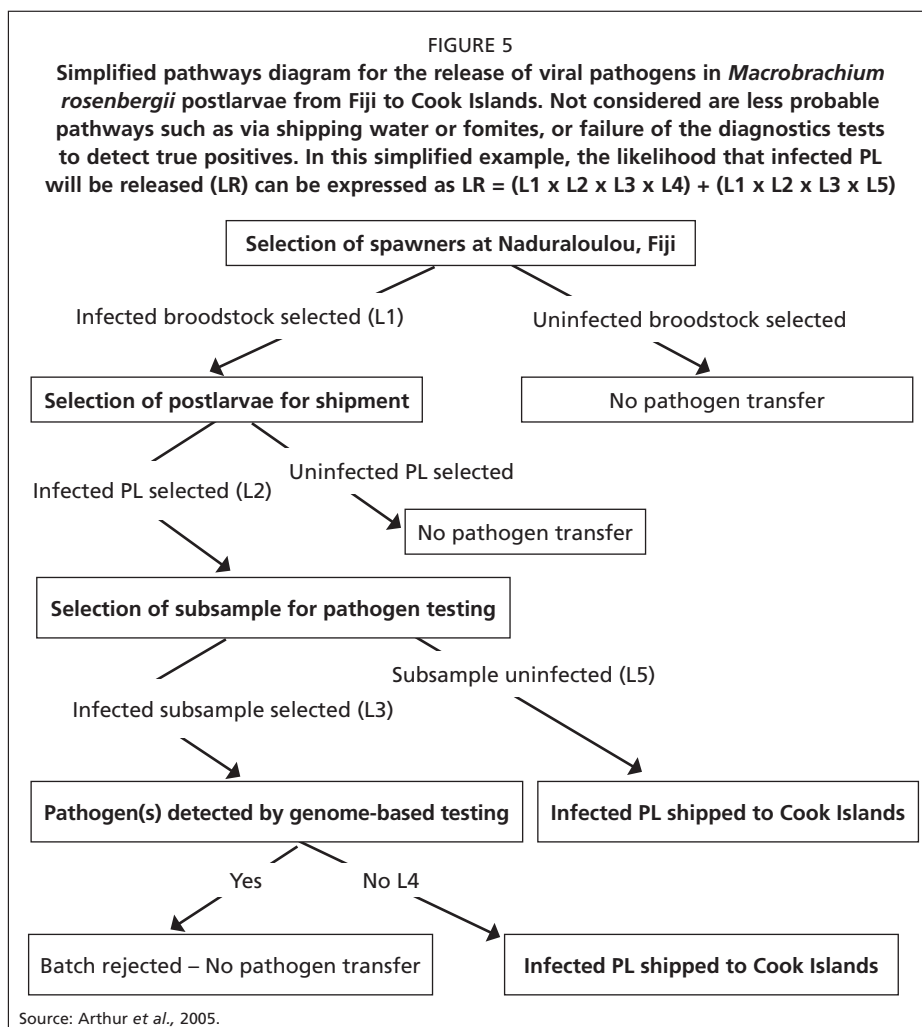 FIGURE 5
Simplified pathways diagram for the release of viral pathogens in Macrobrachium
rosenbergii postlarvae from Fiji to Cook Islands. Not considered are less probable
pathways such as via shipping water or fomites, or failure of the diagnostics tests
to detect true positives. In this simplified example, the likelihood that infected PL
will be released (LR) can be expressed as LR = (L1 x L2 x L3 x L4) + (L1 x L2 x L3 x L5)
Selection of spawners at Naduraloulou, Fiji
Infected broodstock selected (L1)
Uninfected broodstock selected
Selection of postlarvae for shipment
No pathogen transfer
Uninfected PL selected
Infected PL selected (L2)
No pathogen transfer
Selection of subsample for pathogen testing
Subsample uninfected (L5)
Infected subsample selected (L3)
Pathogen(s) detected by genome-based testing
Infected PL shipped to Cook Islands
Yes
No L4
Batch rejected – No pathogen transfer
Infected PL shipped to Cook Islands
Source: Arthur et al., 2005.